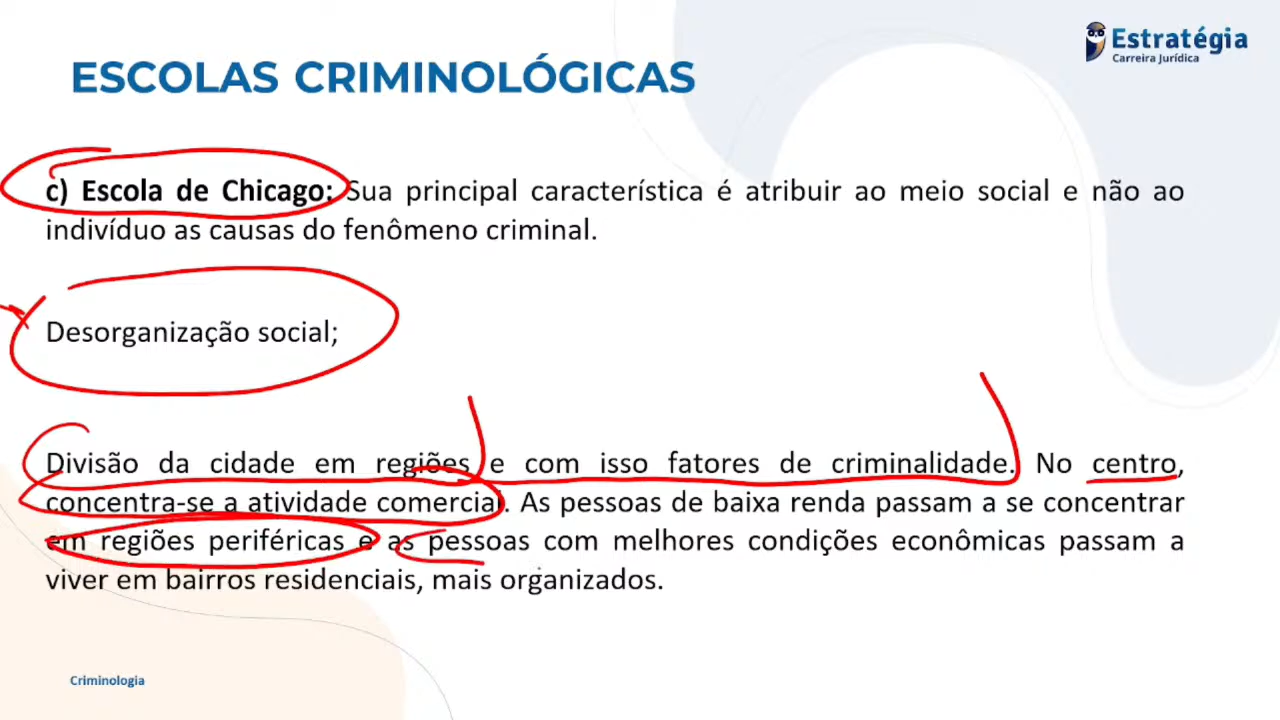 Estratégia
Carreira Jurídica
ESCOLAS CRIMINOLÓGICAS
c) Escola de Chicago: Sua principal característica é atribuir ao meio social e não ao
indivíduo as causas do fenômeno criminal.
Desorganização social;
Divisão da cidade em regiões e com isso fatores de criminalidade. No centro,
concentra-se a atividade comercial. As pessoas de baixa renda passam a se concentrar
em regiões periféricas e as pessoas com melhores condições econômicas passam a
viver em bairros residenciais, mais organizados.
Criminologia